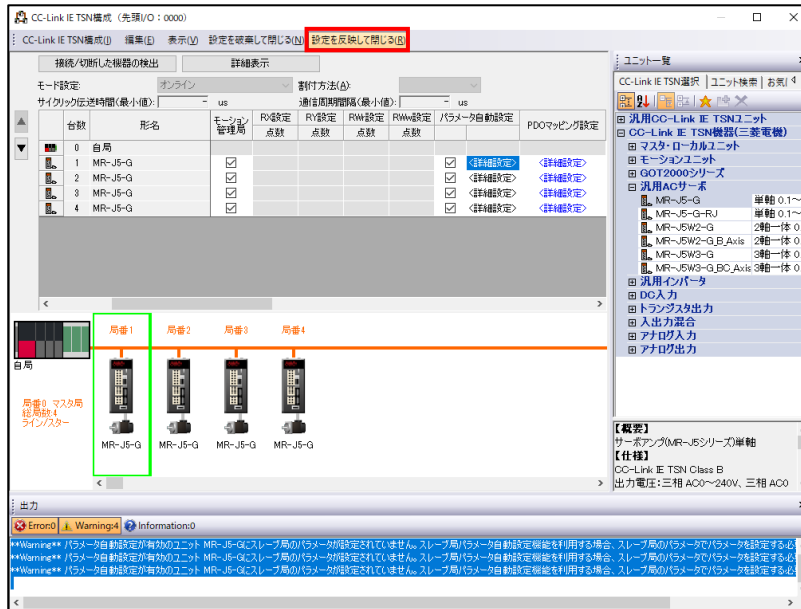 CC-Link IE TSN構成 (先頭I/O：0000)
CC-Link IE TSN構成(J) 編集(E) 表示(V) 設定を破棄して閉じる(N) 設定を反映して閉じる(R)
接続/切断した機器の検出 詳細表示
モード設定: オンライン 割付方法(A):
サイクリック伝送時間(最小値): - us 通信周期間隔(最小値): - us
台数 形名 モーション管理局 RX設定 RY設定 RWr設定 RWw設定 パラメータ自動設定 PDOマッピング設定
点数 点数 点数 点数
0 自局
1 MR-J5-G <詳細設定> <詳細設定>
2 MR-J5-G <詳細設定> <詳細設定>
3 MR-J5-G <詳細設定> <詳細設定>
4 MR-J5-G <詳細設定> <詳細設定>
局番1 局番2 局番3 局番4
自局
局番0 マスタ局
総局数:4
ライン/スター
MR-J5-G MR-J5-G MR-J5-G MR-J5-G
ユニット一覧
CC-Link IE TSN選択 ユニット検索 お気
汎用CC-Link IE TSNユニット
CC-Link IE TSN機器(三菱電機)
マスタ・ローカルユニット
モーションユニット
GOT2000シリーズ
汎用ACサーボ
MR-J5-G 単軸 0.1～
MR-J5-G-RJ 単軸 0.1～
MR-J5W2-G 2軸一体 0
MR-J5W2-G_B_Axis 2軸一体 0
MR-J5W3-G 3軸一体 0
MR-J5W3-G_BC_Axis 3軸一体 0
汎用インバータ
DC入力
トランジスタ出力
入出力混合
アナログ入力
アナログ出力
【概要】
サーボアンプ(MR-J5シリーズ)単軸
【仕様】
CC-Link IE TSN Class B
出力電圧：三相 AC0～240V、三相 AC0
出力
Error:0 Warning:4 Information:0
**Warning** パラメータ自動設定が有効のユニット MR-J5-Gにスレーブ局のパラメータが設定されていません。スレーブ局パラメータ自動設定機能を利用する場合、スレーブ局のパラメータでパラメータを設定する必
**Warning** パラメータ自動設定が有効のユニット MR-J5-Gにスレーブ局のパラメータが設定されていません。スレーブ局パラメータ自動設定機能を利用する場合、スレーブ局のパラメータでパラメータを設定する必
**Warning** パラメータ自動設定が有効のユニット MR-J5-Gにスレーブ局のパラメータが設定されていません。スレーブ局パラメータ自動設定機能を利用する場合、スレーブ局のパラメータでパラメータを設定する必